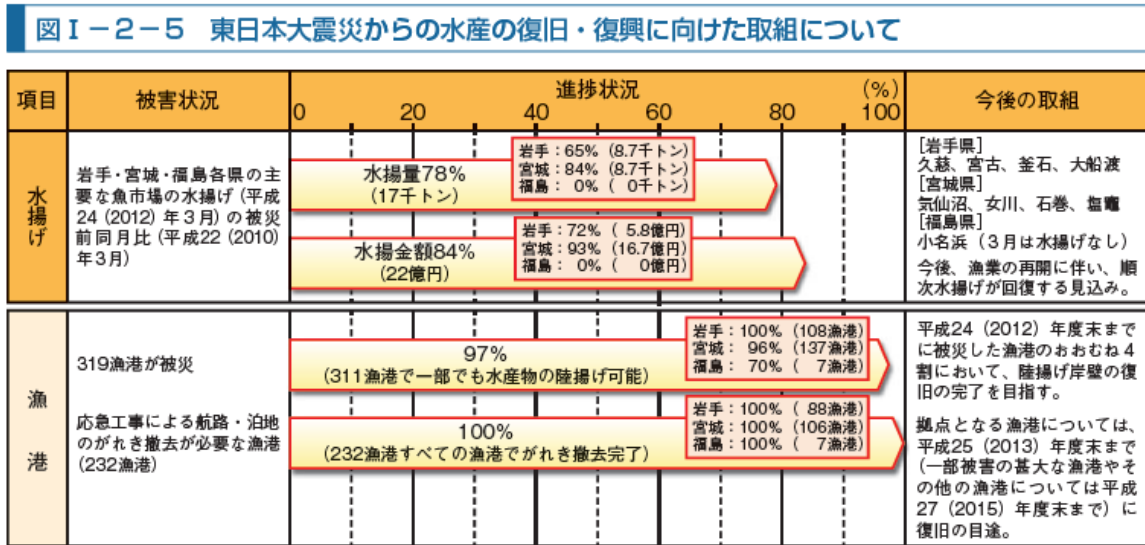 図Ⅰ-2-5 東日本大震災からの水産の復旧・復興に向けた取組について
項目
被害状況
進捗状況
(%)
0 20 40 60 80 100
今後の取組
水揚げ
岩手・宮城・福島各県の主
要な魚市場の水揚げ(平成
24(2012)年3月)の被災
前同月比(平成22(2010)
年3月)
水揚量78%
(17千トン)
岩手:65%(8.7千トン)
宮城:84%(8.7千トン)
福島: 0%( 0千トン)
水揚金額84%
(22億円)
岩手:72%( 5.8億円)
宮城:93%(16.7億円)
福島: 0%( 0億円)
[岩手県]
久慈、宮古、釜石、大船渡
[宮城県]
気仙沼、女川、石巻、塩竈
[福島県]
小名浜(3月は水揚げなし)
今後、漁業の再開に伴い、順
次水揚げが回復する見込み。
漁港
319漁港が被災
97%
(311漁港で一部でも水産物の陸揚げ可能)
岩手:100%(108漁港)
宮城: 96%(137漁港)
福島: 70%( 7漁港)
平成24(2012)年度末まで
に被災した漁港のおおむね4
割において、陸揚げ岸壁の復
旧の完了を目指す。
応急工事による航路・泊地
のがれき撤去が必要な漁港
(232漁港)
100%
(232漁港すべての漁港でがれき撤去完了)
岩手:100%( 88漁港)
宮城:100%(106漁港)
福島:100%( 7漁港)
拠点となる漁港については、
平成25(2013)年度末まで
(一部被害の甚大な漁港やそ
の他の漁港については平成
27(2015)年度末まで)に
復旧の目途。